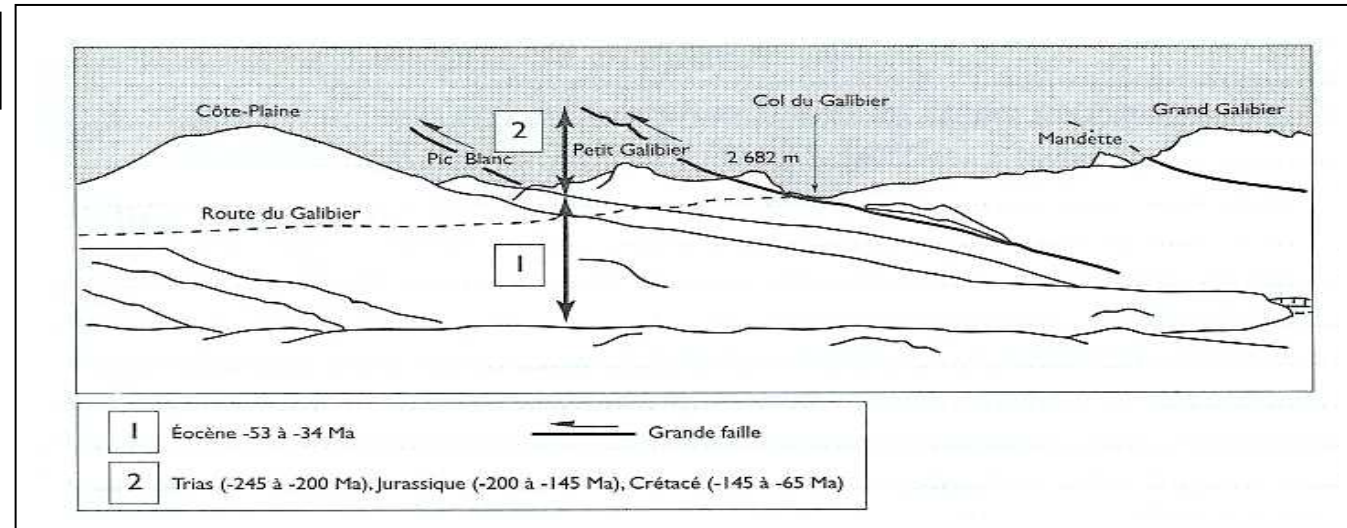 Côte-Plaine
2
Pic Blanc
Petit Galibier
Col du Galibier
2 682 m
Mandette
Grand Galibier
Route du Galibier
1
1 Éocène -53 à -34 Ma
Grande faille
2 Trias (-245 à -200 Ma), Jurassique (-200 à -145 Ma), Crétacé (-145 à -65 Ma)